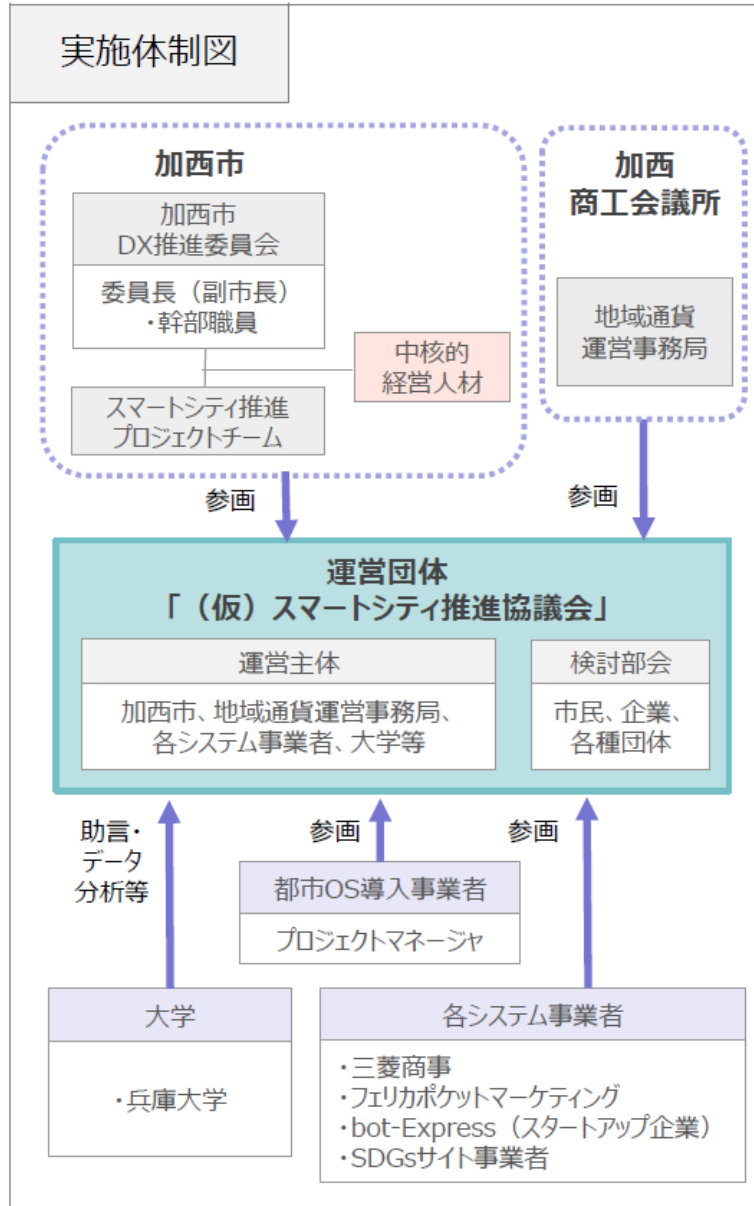 実施体制図
加西市
加西市
DX推進委員会
委員長（副市長）
・幹部職員
中核的
経営人材
スマートシティ推進
プロジェクトチーム
加西
商工会議所
地域通貨
運営事務局
参画
参画
運営団体
「（仮）スマートシティ推進協議会」
運営主体
加西市、地域通貨運営事務局、
各システム事業者、大学等
検討部会
市民、企業、
各種団体
助言・
データ
分析等
参画
参画
都市OS導入事業者
プロジェクトマネージャ
大学
・兵庫大学
各システム事業者
・三菱商事
・フェリカポケットマーケティング
・bot-Express（スタートアップ企業）
・SDGsサイト事業者